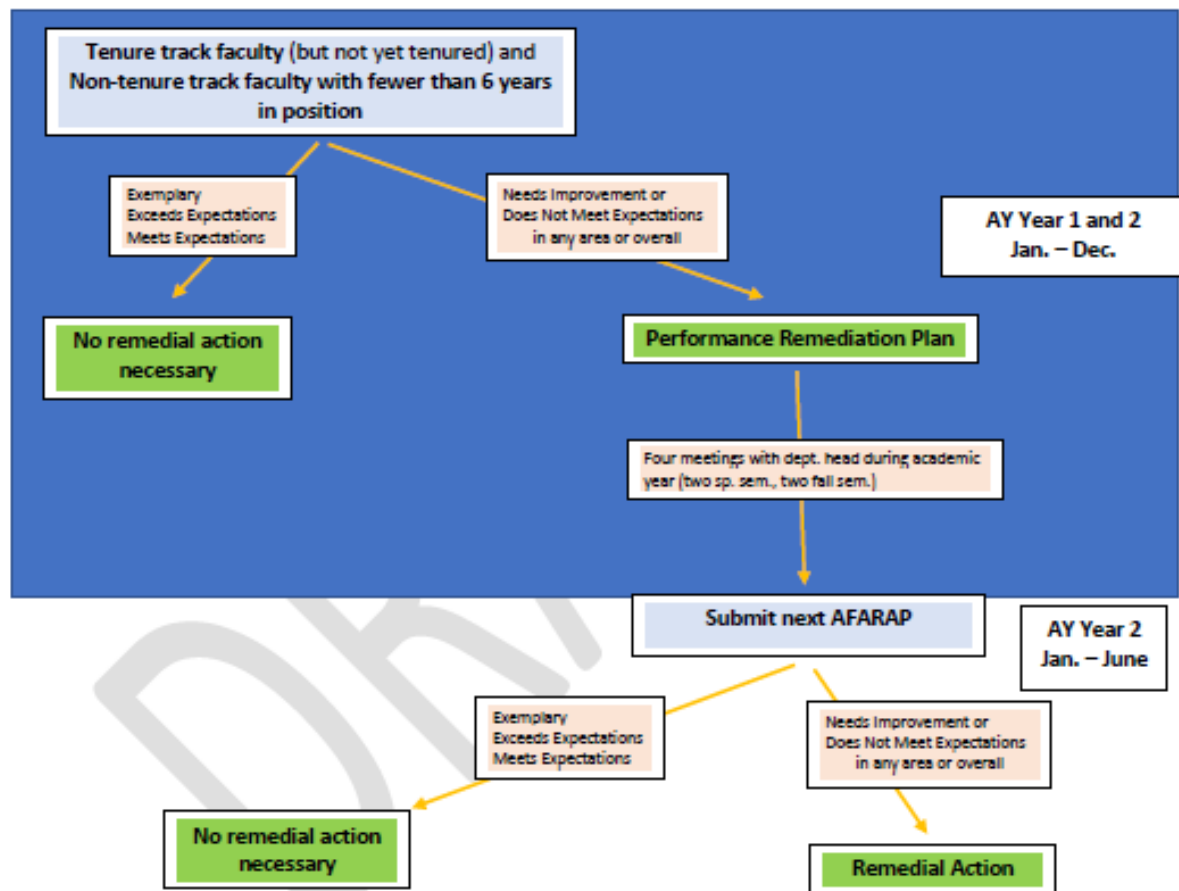 Tenure track faculty (but not yet tenured) and
Non-tenure track faculty with fewer than 6 years
in position
Exemplary
Exceeds Expectations
Meets Expectations
Needs Improvement or
Does Not Meet Expectations
in any area or overall
AY Year 1 and 2
Jan. – Dec.
No remedial action
necessary
Performance Remediation Plan
Four meetings with dept. head during academic
year (two sp. sem., two fall sem.)
Submit next AFARAP
AY Year 2
Jan. – June
Exemplary
Exceeds Expectations
Meets Expectations
Needs Improvement or
Does Not Meet Expectations
in any area or overall
No remedial action
necessary
Remedial Action